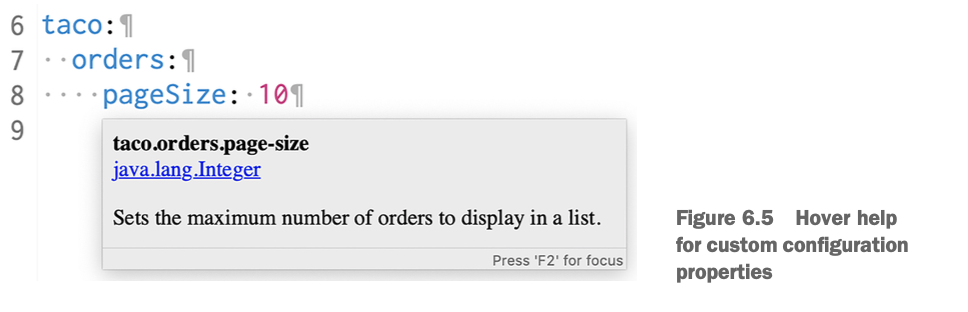 6 taco:¶
7 ··orders:¶
8 ····pageSize:·10¶
9
taco.orders.page-size
java.lang.Integer
Sets the maximum number of orders to display in a list.
Press 'F2' for focus
Figure 6.5 Hover help
for custom configuration
properties